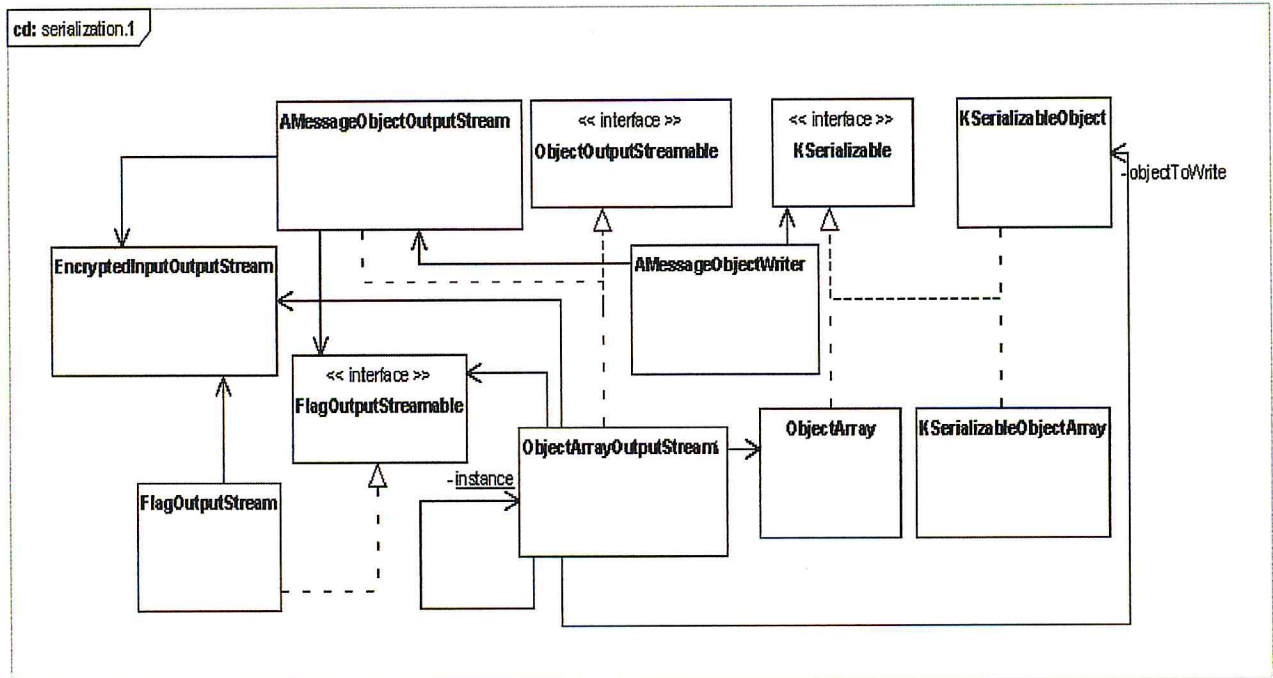 cd: serialization.1
AMessageObjectOutputStream
<< interface >>
ObjectOutputStreamable
<< interface >>
KSerializable
KSerializableObject
-objectToWrite
EncryptedInputOutputStream
AMessageObjectWriter
<< interface >>
FlagOutputStreamable
ObjectArrayOutputStream
ObjectArray
KSerializableObjectArray
-instance
FlagOutputStream